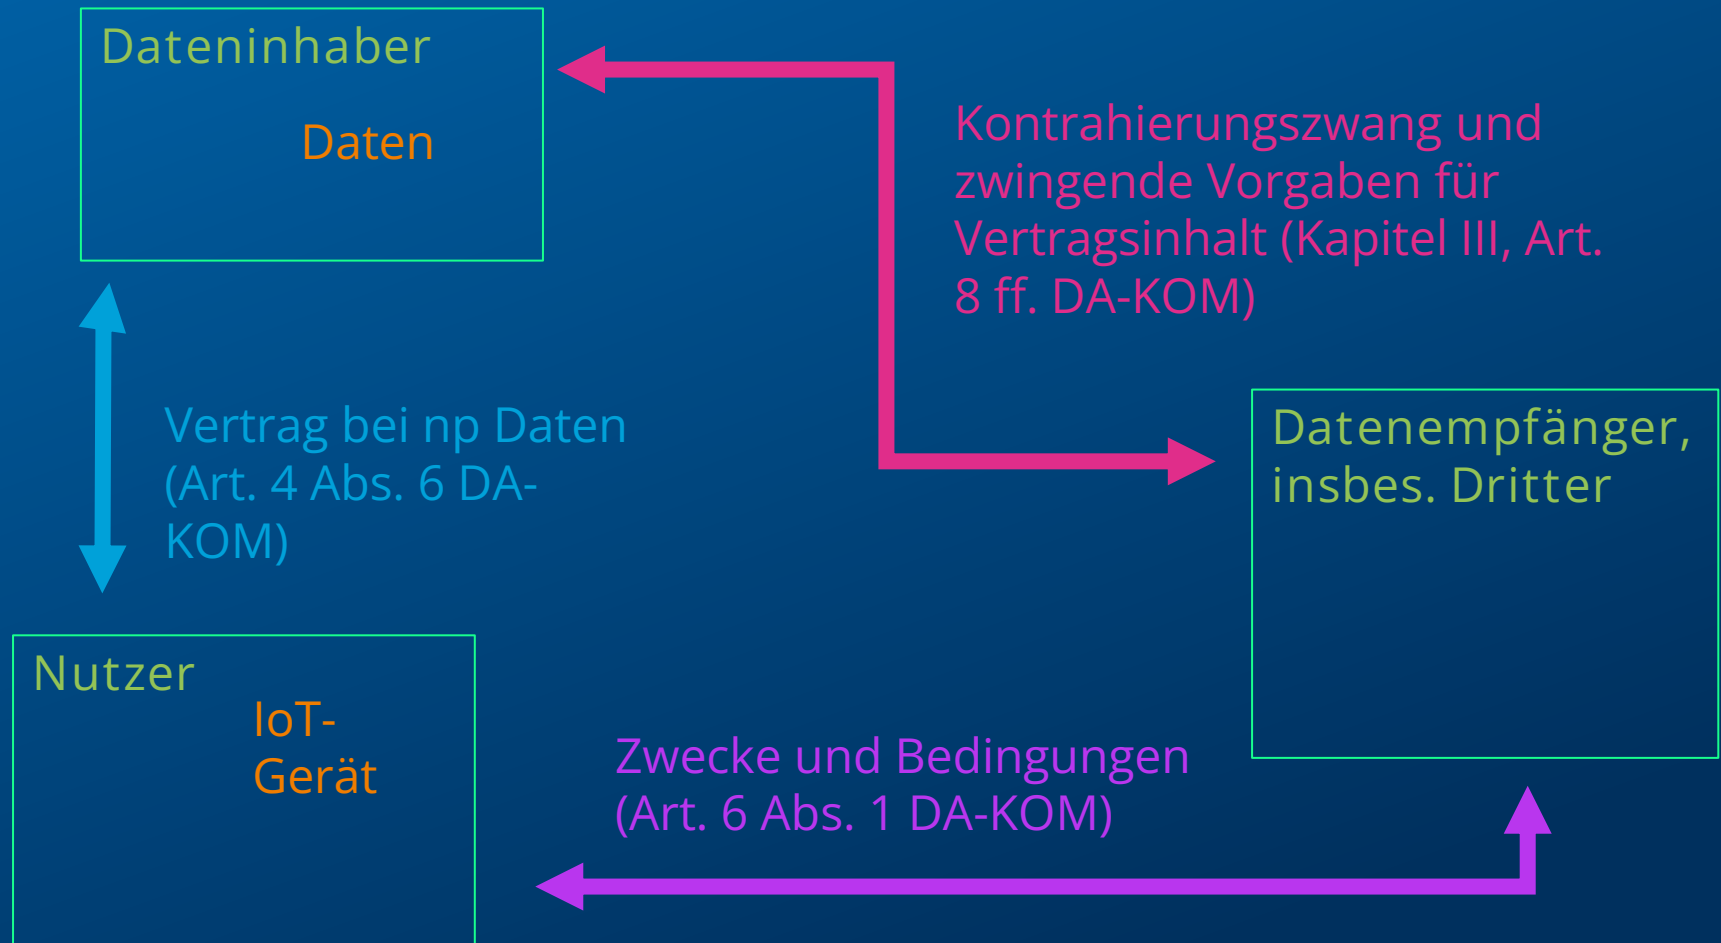 Dateninhaber
Daten
Kontrahierungszwang und
zwingende Vorgaben für
Vertragsinhalt (Kapitel III, Art.
8 ff. DA-KOM)
Vertrag bei np Daten
(Art. 4 Abs. 6 DA-
KOM)
Datenempfänger,
insbes. Dritter
Nutzer
IoT-
Gerät
Zwecke und Bedingungen
(Art. 6 Abs. 1 DA-KOM)